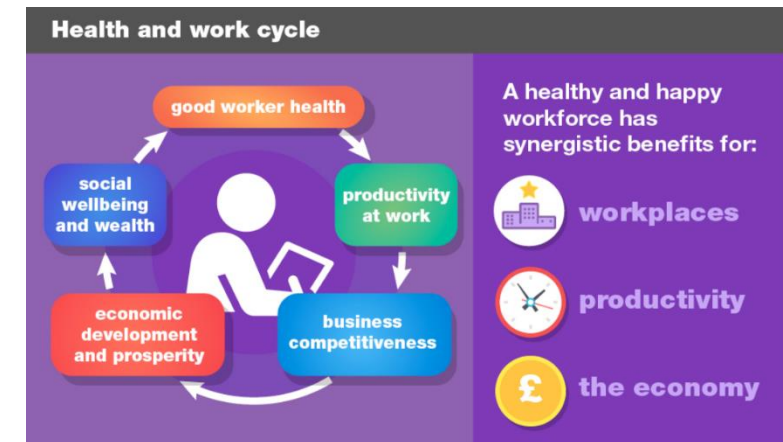 Health and work cycle
good worker health
productivity
at work
business
competitiveness
economic
development
and prosperity
social
wellbeing
and wealth
A healthy and happy
workforce has
synergistic benefits for:
workplaces
productivity
£
the economy